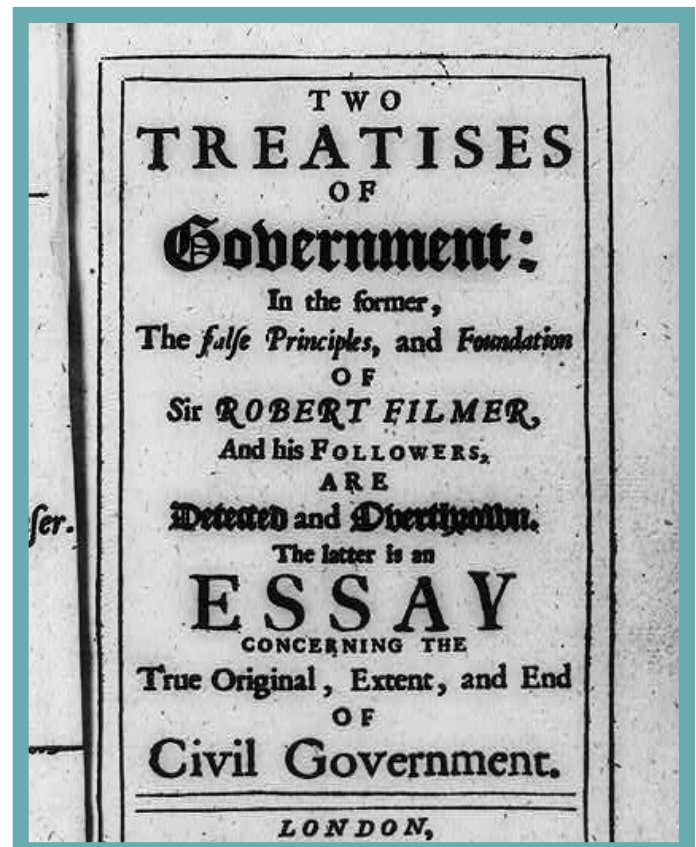 TWO
TREATISES
OF
Government:
In the former,
The false Principles, and Foundation
OF
Sir ROBERT FILMER,
And his FOLLOWERS,
ARE
Detected and Overthrown.
The latter is an
ESSAY
CONCERNING THE
True Original, Extent, and End
OF
Civil Government.
LONDON,
ser.